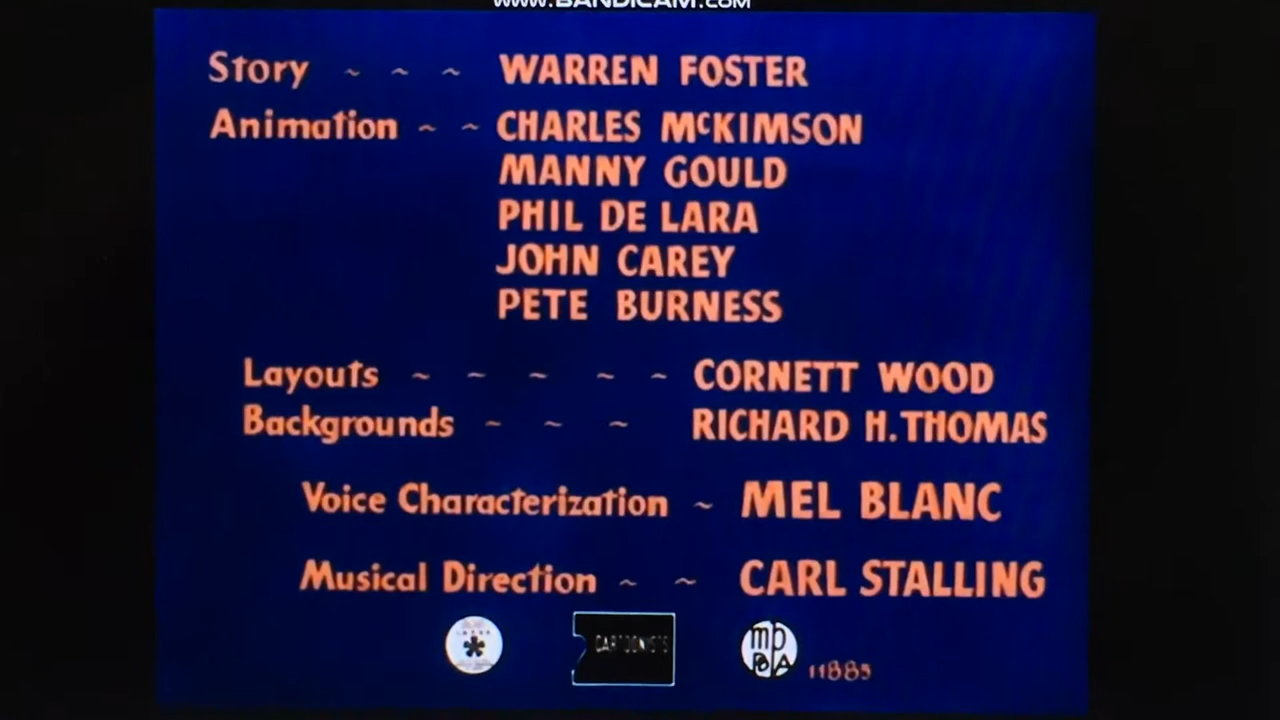 www.BANDICAM.com
Story ~ ~ ~ WARREN FOSTER
Animation ~ ~ CHARLES McKIMSON
MANNY GOULD
PHIL DE LARA
JOHN CAREY
PETE BURNESS
Layouts ~ ~ ~ ~ ~ CORNETT WOOD
Backgrounds ~ ~ ~ RICHARD H. THOMAS
Voice Characterization ~ MEL BLANC
Musical Direction ~ ~ CARL STALLING
CARTOONISTS
mp
PDA
11885